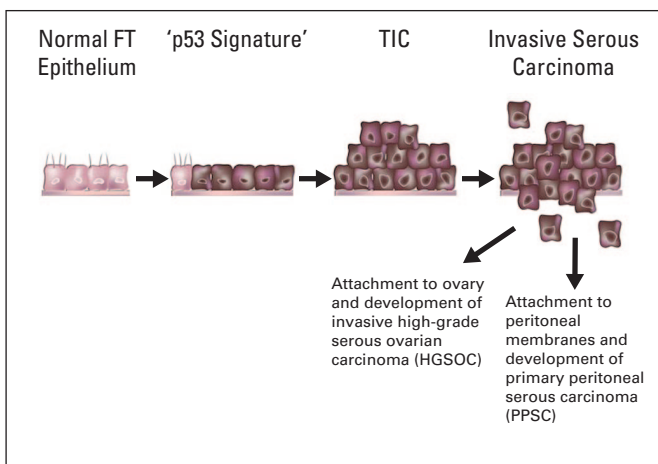 Normal FT
Epithelium
‘p53 Signature’
TIC
Invasive Serous
Carcinoma
Attachment to ovary
and development of
invasive high-grade
serous ovarian
carcinoma (HGSOC)
Attachment to
peritoneal
membranes and
development of
primary peritoneal
serous carcinoma
(PPSC)